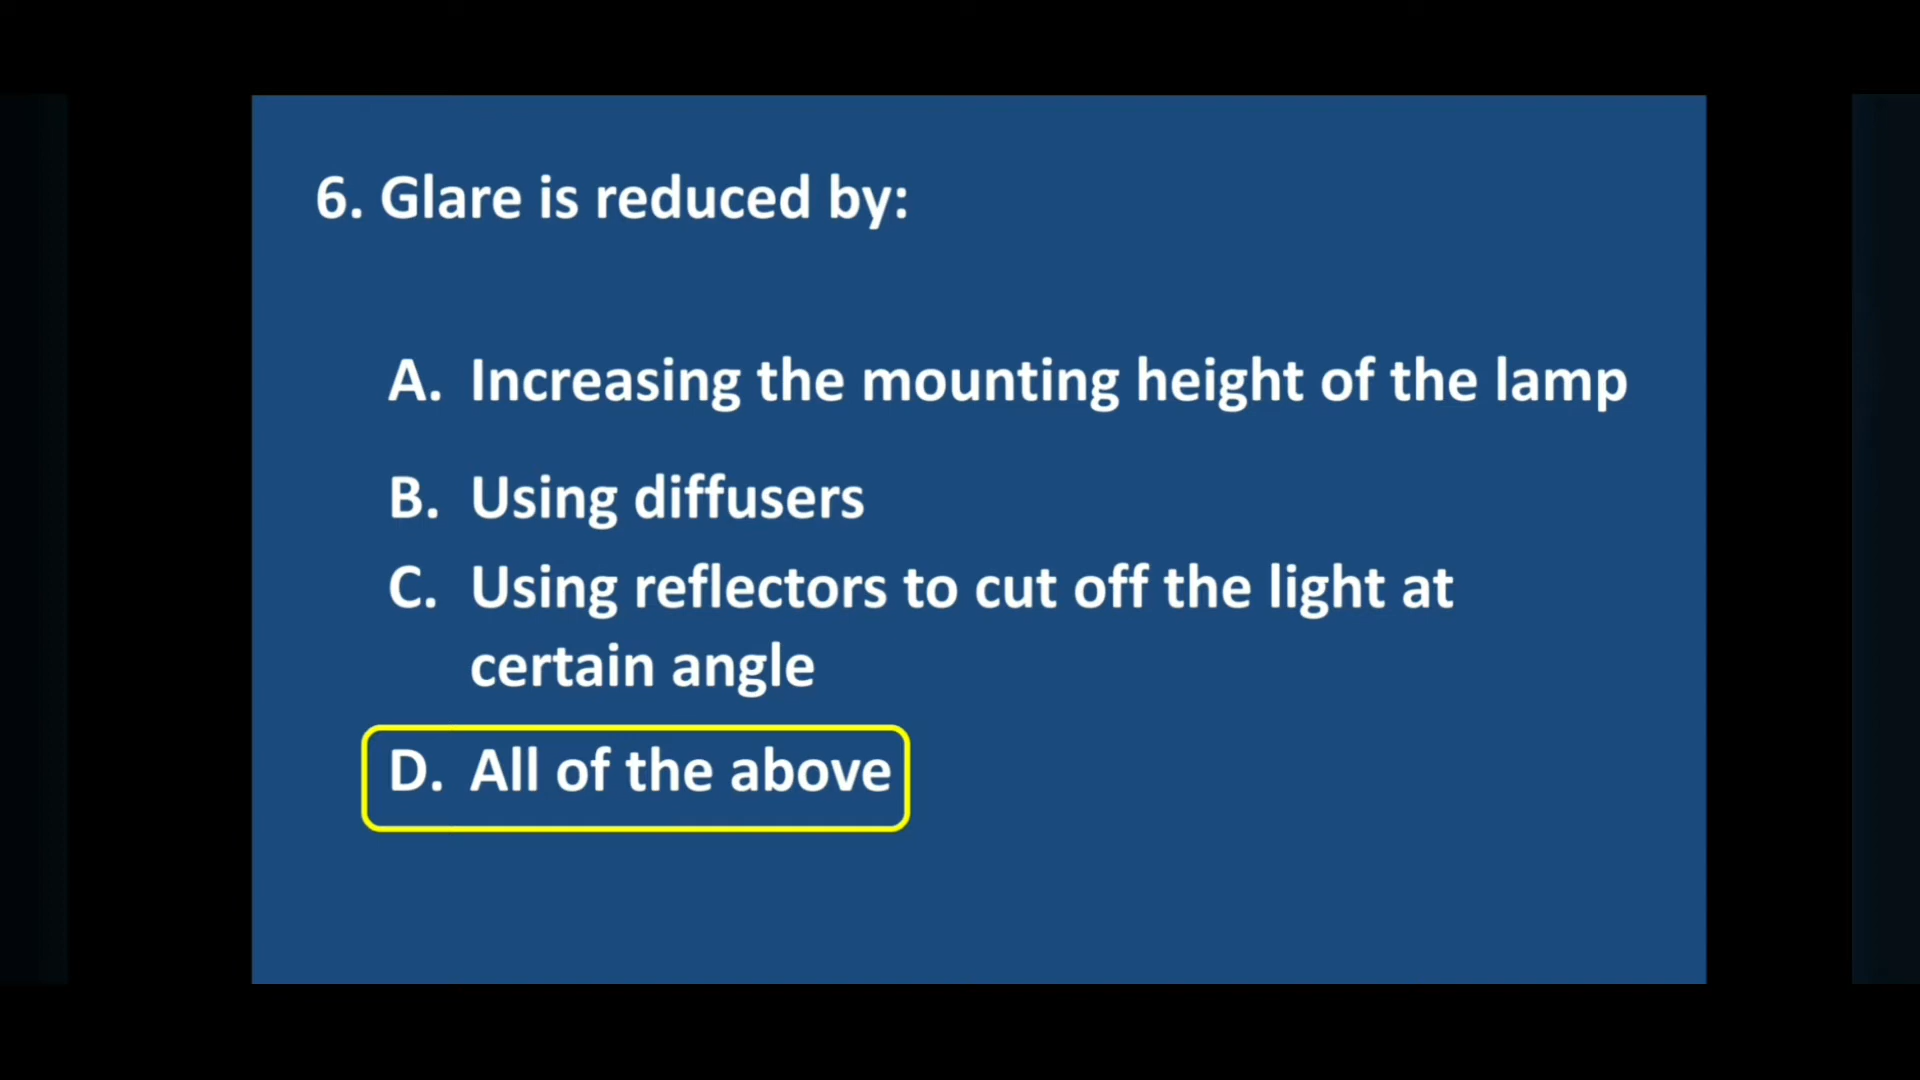 6. Glare is reduced by:
A. Increasing the mounting height of the lamp
B. Using diffusers
C. Using reflectors to cut off the light at
certain angle
D. All of the above